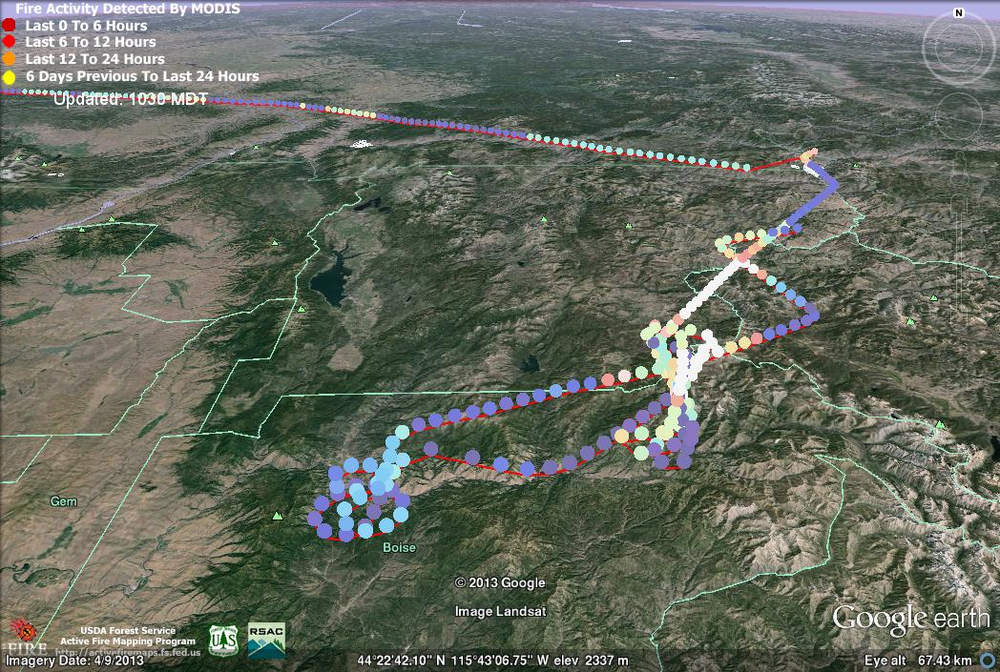 Fire Activity Detected By MODIS
Last 0 To 6 Hours
Last 6 To 12 Hours
Last 12 To 24 Hours
6 Days Previous To Last 24 Hours
Updated: 1030 MDT
N
Gem
Boise
© 2013 Google
Image Landsat
Google earth
FIRE
USDA Forest Service
Active Fire Mapping Program
http://activefiremaps.fs.fed.us
U S
RSAC
Imagery Date: 4/9/2013
44°22'42.10" N 115°43'06.75" W elev 2337 m
Eye alt 67.43 km